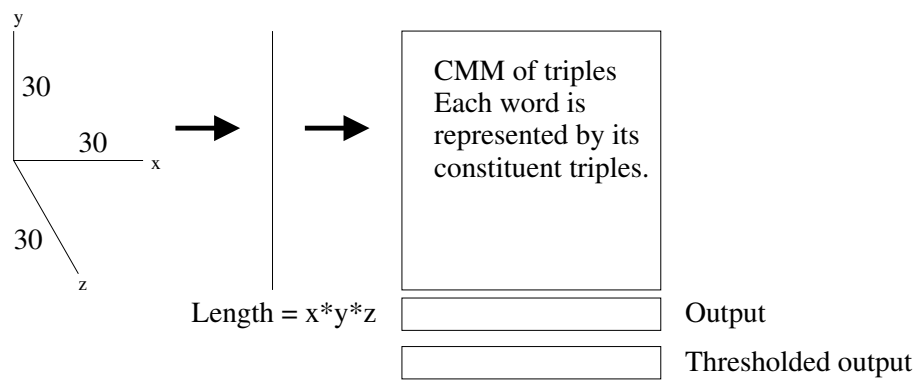 y
30
30
x
30
z
CMM of triples
Each word is
represented by its
constituent triples.
Length = x*y*z
Output
Thresholded output